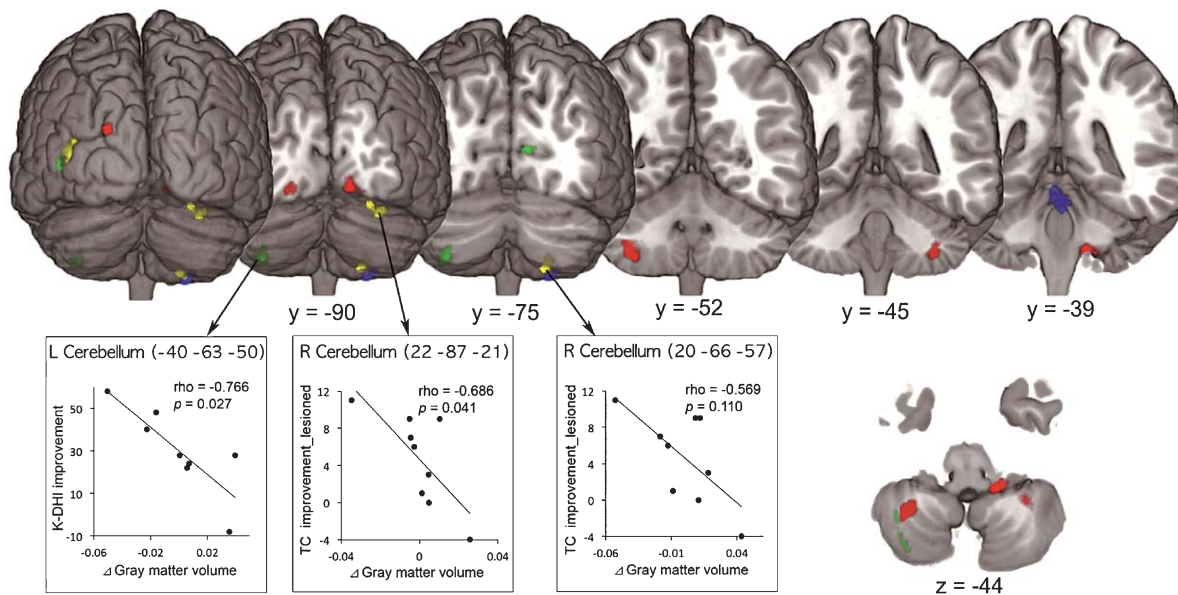 y = -90
y = -75
y = -52
y = -45
y = -39
L Cerebellum (-40 -63 -50)
rho = -0.766
p = 0.027
K-DHI improvement
50
30
10
-10
-0.06
-0.02
0.02
⊿ Gray matter volume
R Cerebellum (22 -87 -21)
rho = -0.686
p = 0.041
TC improvement_lesioned
12
8
4
0
-4
-0.04
0
0.04
⊿ Gray matter volume
R Cerebellum (20 -66 -57)
rho = -0.569
p = 0.110
TC improvement_lesioned
12
8
4
0
-4
-0.06
-0.01
0.04
⊿ Gray matter volume
z = -44